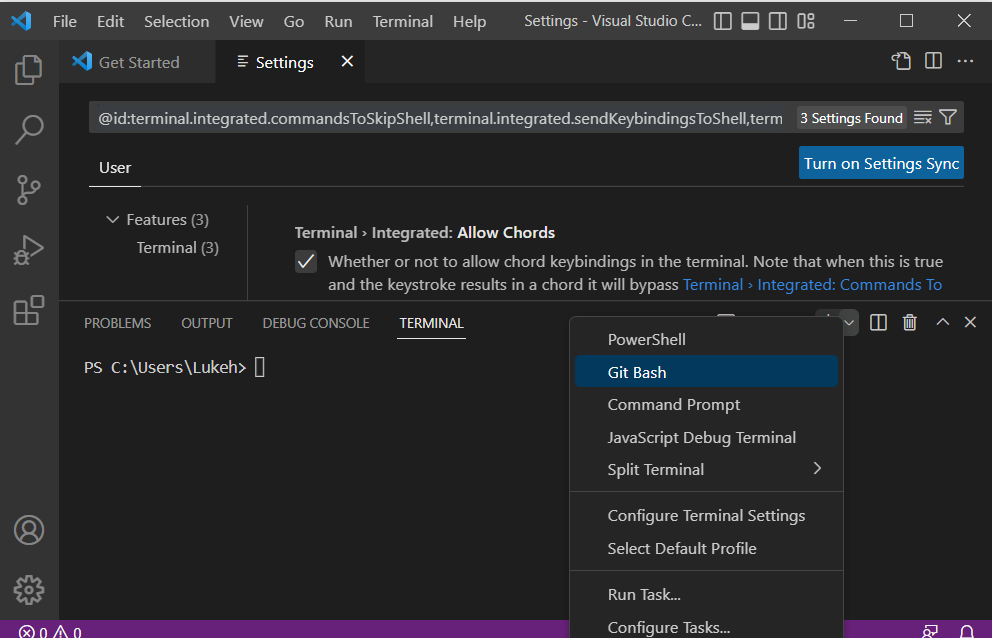 File Edit Selection View Go Run Terminal Help Settings - Visual Studio C...
Get Started Settings
@id:terminal.integrated.commandsToSkipShell,terminal.integrated.sendKeybindingsToShell,term 3 Settings Found
User Turn on Settings Sync
Features (3)
Terminal (3)
Terminal › Integrated: Allow Chords
Whether or not to allow chord keybindings in the terminal. Note that when this is true
and the keystroke results in a chord it will bypass Terminal › Integrated: Commands To
PROBLEMS OUTPUT DEBUG CONSOLE TERMINAL
PS C:\Users\Lukeh>
PowerShell
Git Bash
Command Prompt
JavaScript Debug Terminal
Split Terminal
Configure Terminal Settings
Select Default Profile
Run Task...
Configure Tasks...
0 0